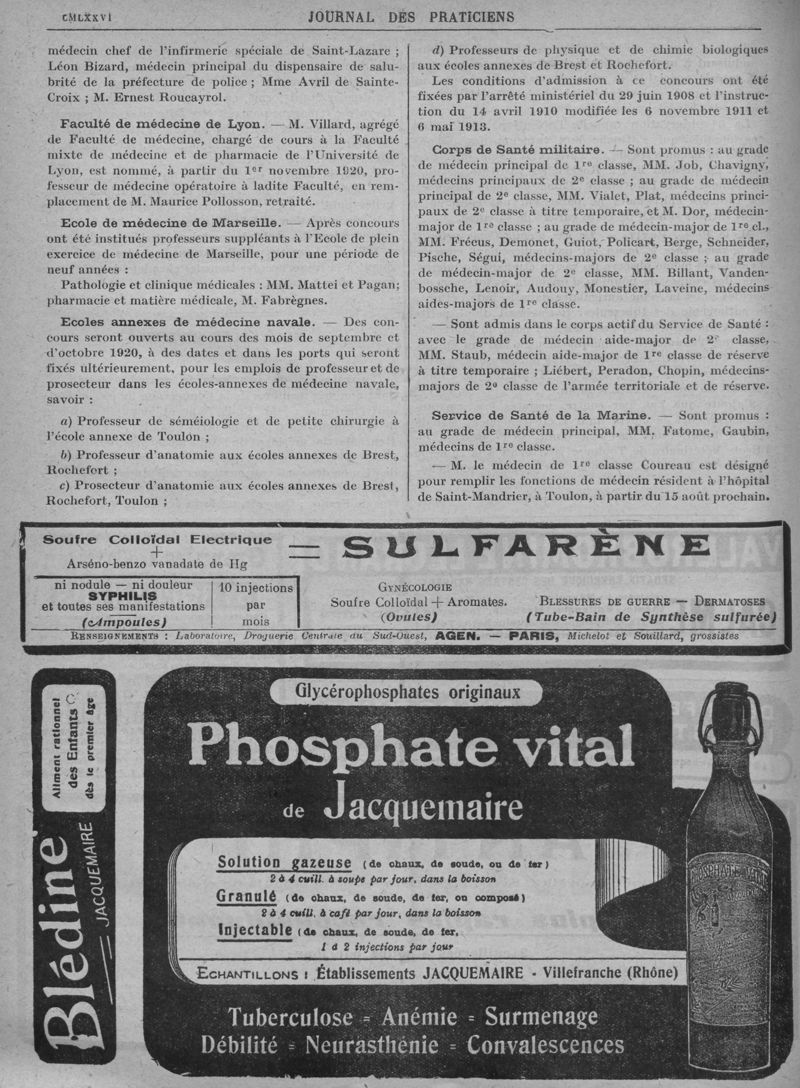 CMLXXVI
JOURNAL DES PRATICIENS
médecin chef de l'infirmerie spéciale de Saint-Lazare ;
Léon Bizard, médecin principal du dispensaire de salu-
brité de la préfecture de police ; Mme Avril de Sainte-
Croix ; M. Ernest Roucayrol.
Faculté de médecine de Lyon. — M. Villard, agrégé
de Faculté de médecine, chargé de cours à la Faculté
mixte de médecine et de pharmacie de l'Université de
Lyon, est nommé, à partir du 1er novembre 1920, pro-
fesseur de médecine opératoire à ladite Faculté, en rem-
placement de M. Maurice Pollosson, retraité.
Ecole de médecine de Marseille. — Après concours
ont été institués professeurs suppléants à l'Ecole de plein
exercice de médecine de Marseille, pour une période de
neuf années :
Pathologie et clinique médicales : MM. Mattei et Pagan;
pharmacie et matière médicale, M. Fabrègnes.
Ecoles annexes de médecine navale. — Des con-
cours seront ouverts au cours des mois de septembre et
d'octobre 1920, à des dates et dans les ports qui seront
fixés ultérieurement, pour les emplois de professeur et de
prosecteur dans les écoles-annexes de médecine navale,
savoir :
a) Professeur de séméiologie et de petite chirurgie à
l'école annexe de Toulon ;
b) Professeur d'anatomie aux écoles annexes de Brest,
Rochefort ;
c) Prosecteur d'anatomie aux écoles annexes de Brest,
Rochefort, Toulon ;
d) Professeurs de physique et de chimie biologiques
aux écoles annexes de Brest et Rochefort.
Les conditions d'admission à ce concours ont été
fixées par l'arrêté ministériel du 29 juin 1908 et l'instruc-
tion du 14 avril 1910 modifiée les 6 novembre 1911 et
6 mai 1913.
Corps de Santé militaire. — Sont promus : au grade
de médecin principal de 1re classe, MM. Job, Chavigny,
médecins principaux de 2e classe ; au grade de médecin
principal de 2e classe, MM. Vialet, Plat, médecins princi-
paux de 2e classe à titre temporaire, et M. Dor, médecin-
major de 1re classe ; au grade de médecin-major de 1re cl.,
MM. Frécus, Demonet, Guiot, Policart, Berge, Schneider,
Pische, Ségui, médecins-majors de 2e classe ; au grade
de médecin-major de 2e classe, MM. Billant, Vanden-
bossche, Lenoir, Audouy, Monestier, Laveine, médecins
aides-majors de 1re classe.
— Sont admis dans le corps actif du Service de Santé :
avec le grade de médecin aide-major de 2e classe,
MM. Staub, médecin aide-major de 1re classe de réserve
à titre temporaire ; Liébert, Peradon, Chopin, médecins-
majors de 2e classe de l'armée territoriale et de réserve.
Service de Santé de la Marine. — Sont promus :
au grade de médecin principal, MM. Fatome, Gaubin,
médecins de 1re classe.
— M. le médecin de 1re classe Coureau est désigné
pour remplir les fonctions de médecin résident à l'hôpital
de Saint-Mandrier, à Toulon, à partir du 15 août prochain.
Soufre Colloïdal Electrique
+
Arséno-benzo vanadate de Hg
= SULFARÈNE
ni nodule — ni douleur
SYPHILIS
et toutes ses manifestations
(Ampoules)
10 injections
par
mois
GYNÉCOLOGIE
Soufre Colloïdal + Aromates.
(Ovules)
BLESSURES DE GUERRE — DERMATOSES
(Tube-Bain de Synthèse sulfurée)
RENSEIGNEMENTS : Laboratoire, Droguerie Centrale du Sud-Ouest, AGEN. — PARIS, Michelot et Souillard, grossistes
Aliment rationnel
des Enfants
dès le premier âge
Blédine
JACQUEMAIRE
Glycérophosphates originaux
Phosphate vital
de Jacquemaire
Solution gazeuse (de chaux, de soude, ou de fer)
2 à 4 cuill. à soupe par jour, dans la boisson
Granulé (de chaux, de soude, de fer, ou composé)
2 à 4 cuill. à café par jour, dans la boisson
Injectable (de chaux, de soude, de fer,
1 à 2 injections par jour
ECHANTILLONS : Établissements JACQUEMAIRE - Villefranche (Rhône)
Tuberculose = Anémie = Surmenage
Débilité = Neurasthénie = Convalescences
PHOSPHATE VITAL